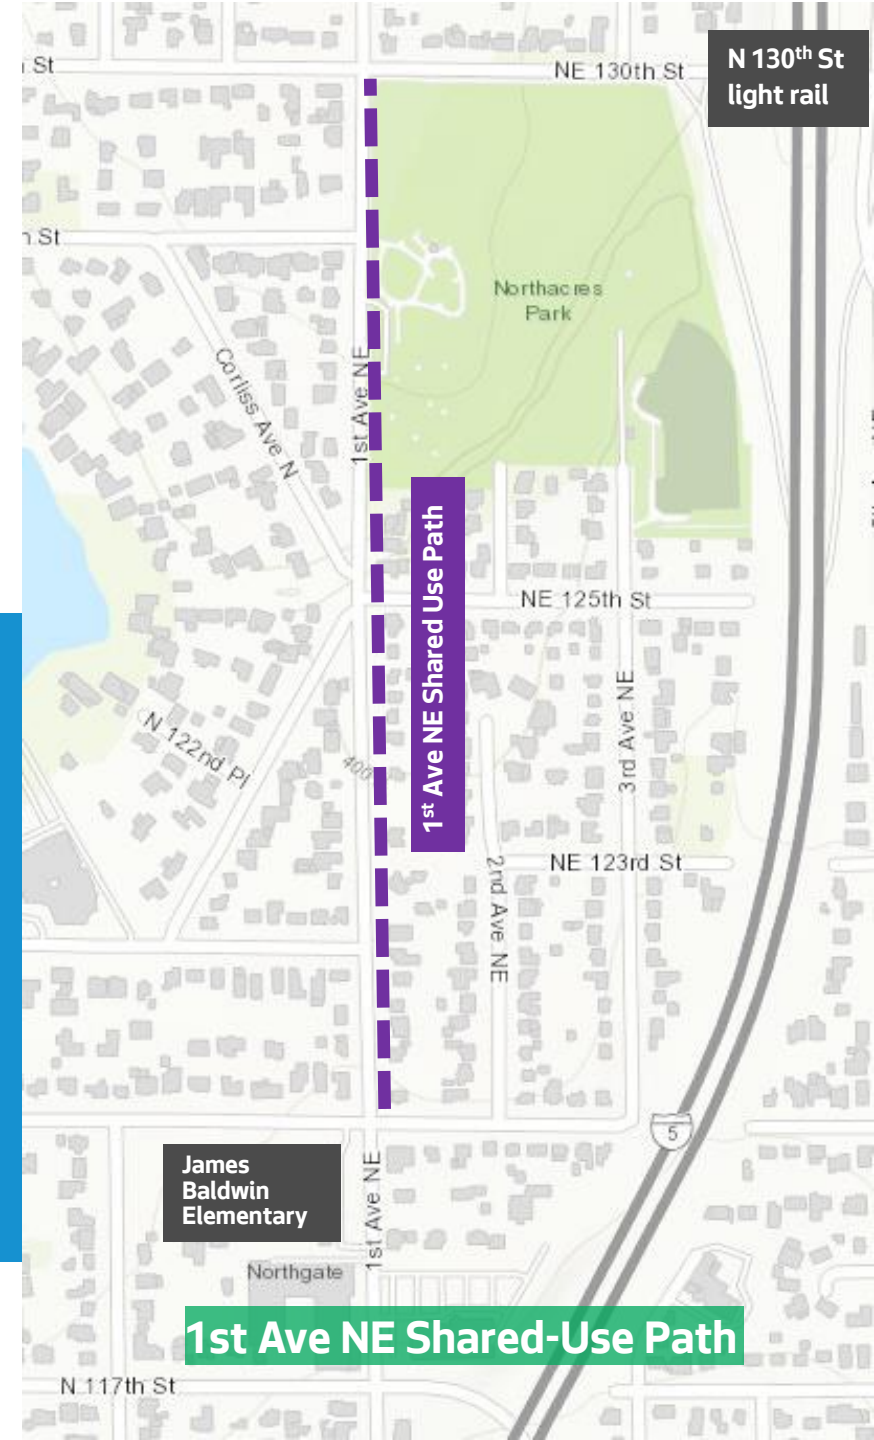 St
NE 130th St
N 130th St
light rail
St
Northacres
Park
Corliss Ave N
1st Ave NE
1st Ave NE Shared Use Path
NE 125th St
3rd Ave NE
N 122nd Pl
400
NE 123rd St
2nd Ave NE
5
James
Baldwin
Elementary
1st Ave NE
Northgate
1st Ave NE Shared-Use Path
N 117th St